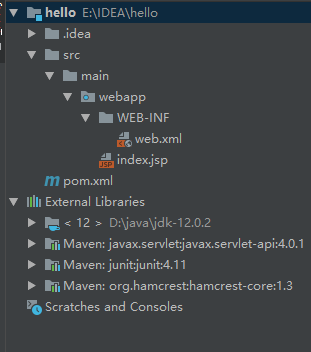 hello E:\IDEA\hello
.idea
src
main
webapp
WEB-INF
web.xml
index.jsp
pom.xml
External Libraries
< 12 > D:\java\jdk-12.0.2
Maven: javax.servlet:javax.servlet-api:4.0.1
Maven: junit:junit:4.11
Maven: org.hamcrest:hamcrest-core:1.3
Scratches and Consoles